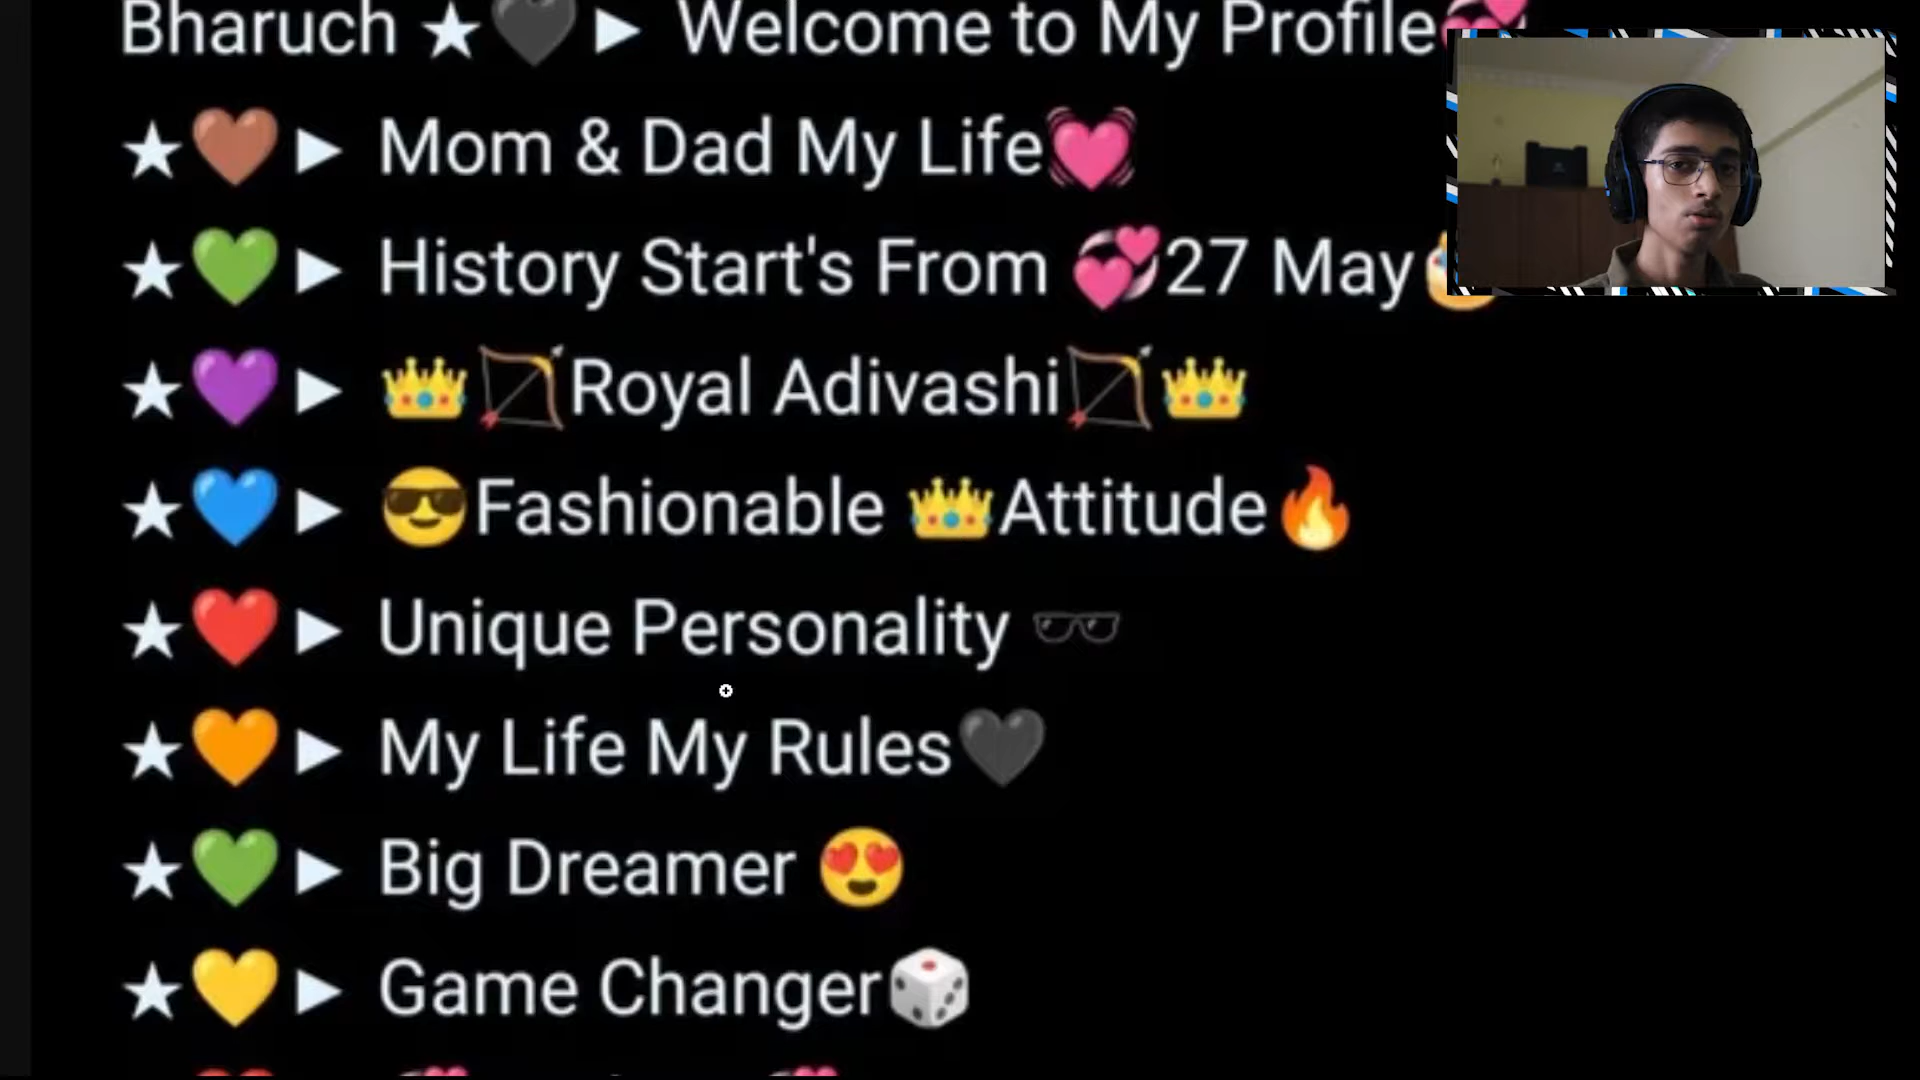 Bharuch ★🖤► Welcome to My Profile💞
★🤎► Mom & Dad My Life💓
★💚► History Start's From 💞27 May🎂
★💜► 👑🏹Royal Adivashi🏹👑
★💙► 😎Fashionable 👑Attitude🔥
★❤️► Unique Personality 🕶️
★🧡► My Life My Rules🖤
★💚► Big Dreamer 😍
★💛► Game Changer🎲